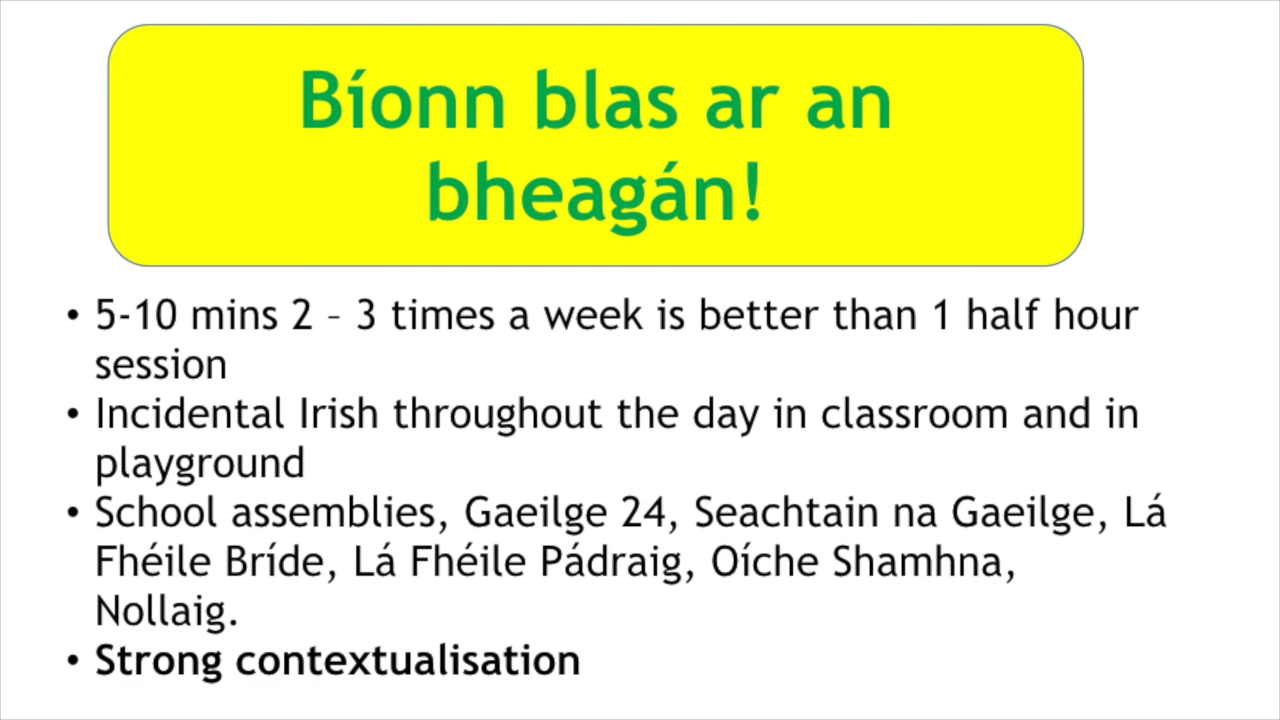 Bíonn blas ar an
bheagán!
• 5-10 mins 2 – 3 times a week is better than 1 half hour
session
• Incidental Irish throughout the day in classroom and in
playground
• School assemblies, Gaeilge 24, Seachtain na Gaeilge, Lá
Fhéile Bríde, Lá Fhéile Pádraig, Oíche Shamhna,
Nollaig.
• Strong contextualisation